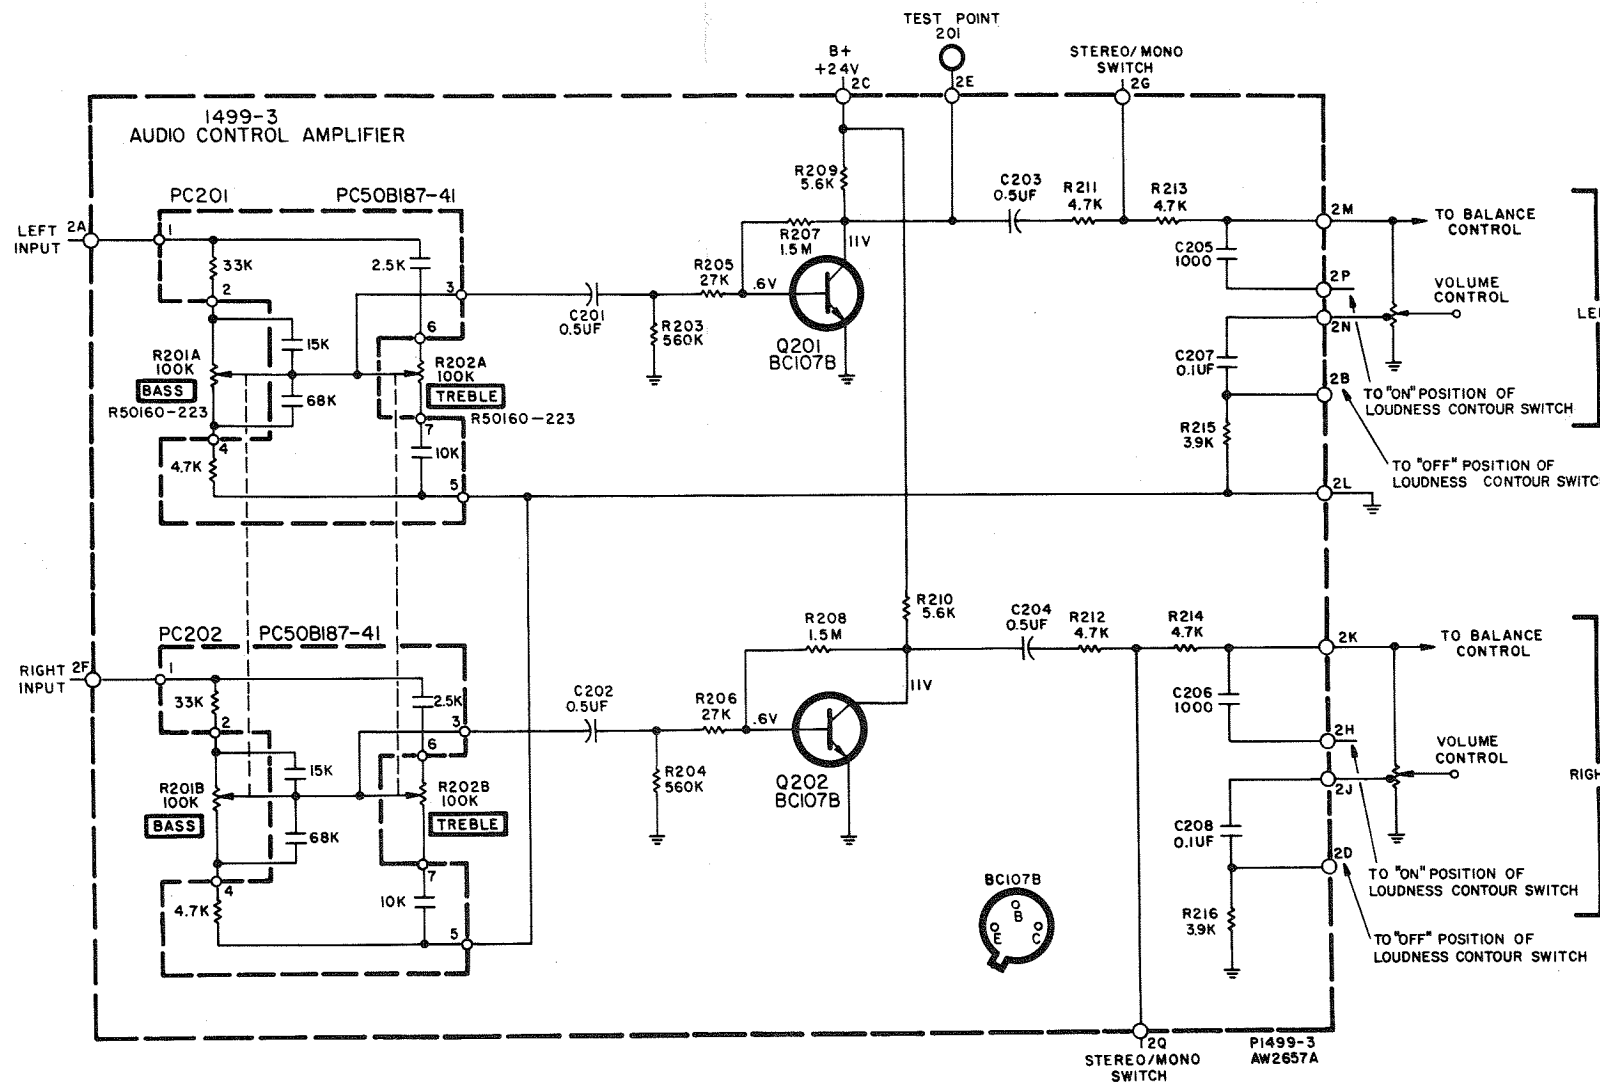 TEST POINT
201
B+
+24V
2C
2E
STEREO/MONO
SWITCH
2G
1499-3
AUDIO CONTROL AMPLIFIER
PC201
PC50B187-41
LEFT
INPUT
2A
1
33K
2
2.5K
3
6
15K
R201A
100K
BASS
R50160-223
68K
R202A
100K
TREBLE
R50160-223
7
4
4.7K
10K
5
C201
0.5UF
R203
560K
R205
27K
.6V
R207
1.5M
R209
5.6K
11V
Q201
BC107B
C203
0.5UF
R211
4.7K
R213
4.7K
2M
TO BALANCE
CONTROL
C205
1000
2P
VOLUME
CONTROL
2N
C207
0.1UF
2B
TO "ON" POSITION OF
LOUDNESS CONTOUR SWITCH
R215
3.9K
TO "OFF" POSITION OF
LOUDNESS CONTOUR SWITC
2L
LE
PC202
PC50B187-41
RIGHT
INPUT
2F
1
33K
2
2.5K
3
6
15K
R201B
100K
BASS
68K
R202B
100K
TREBLE
7
4
4.7K
10K
5
C202
0.5UF
R204
560K
R206
27K
.6V
R208
1.5M
R210
5.6K
11V
Q202
BC107B
C204
0.5UF
R212
4.7K
R214
4.7K
2K
TO BALANCE
CONTROL
C206
1000
2H
VOLUME
CONTROL
2J
C208
0.1UF
2D
TO "ON" POSITION OF
LOUDNESS CONTOUR SWITCH
R216
3.9K
TO "OFF" POSITION OF
LOUDNESS CONTOUR SWITCH
RIGH
BC107B
B
E
C
2Q
STEREO/MONO
SWITCH
P1499-3
AW2657A